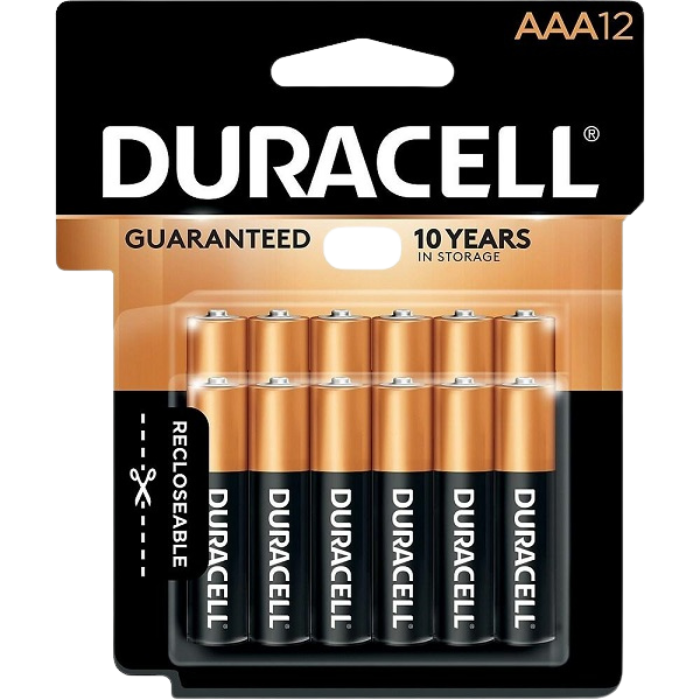 AAA12
DURACELL®
GUARANTEED
10 YEARS
IN STORAGE
RECLOSEABLE
DURACELL
DURACELL
DURACELL
DURACELL
DURACELL
DURACELL